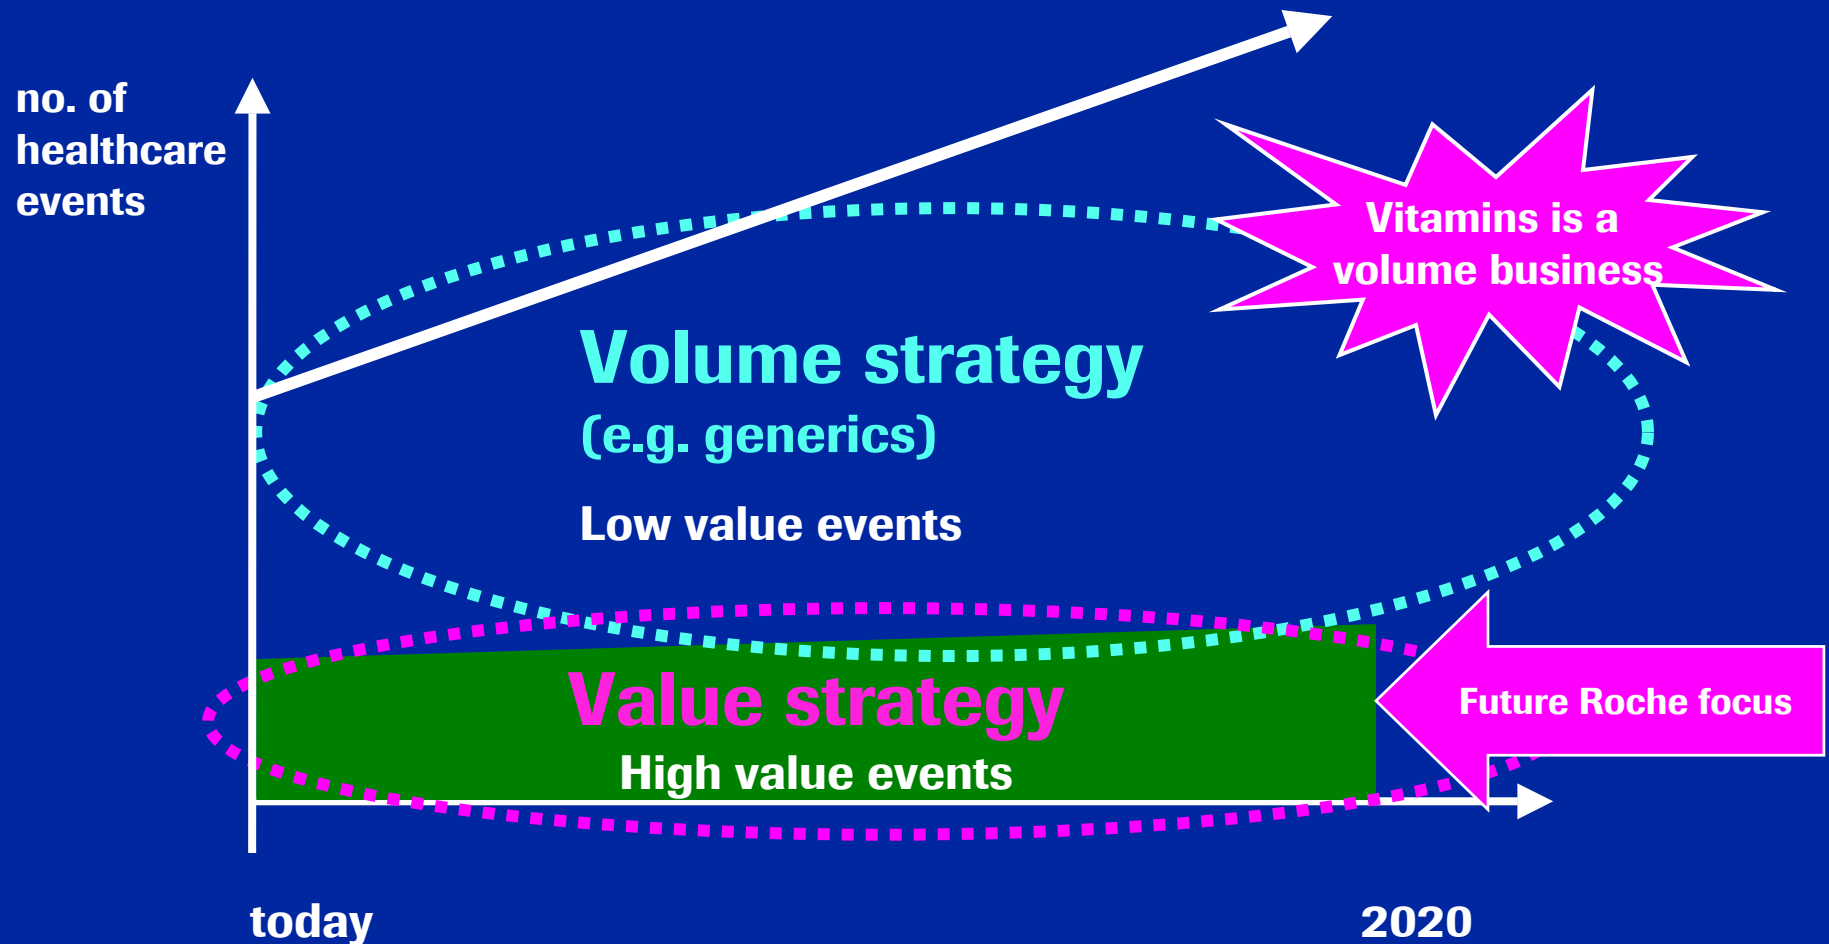 no. of
healthcare
events
Vitamins is a
volume business
Volume strategy
(e.g. generics)
Low value events
Value strategy
High value events
Future Roche focus
today
2020